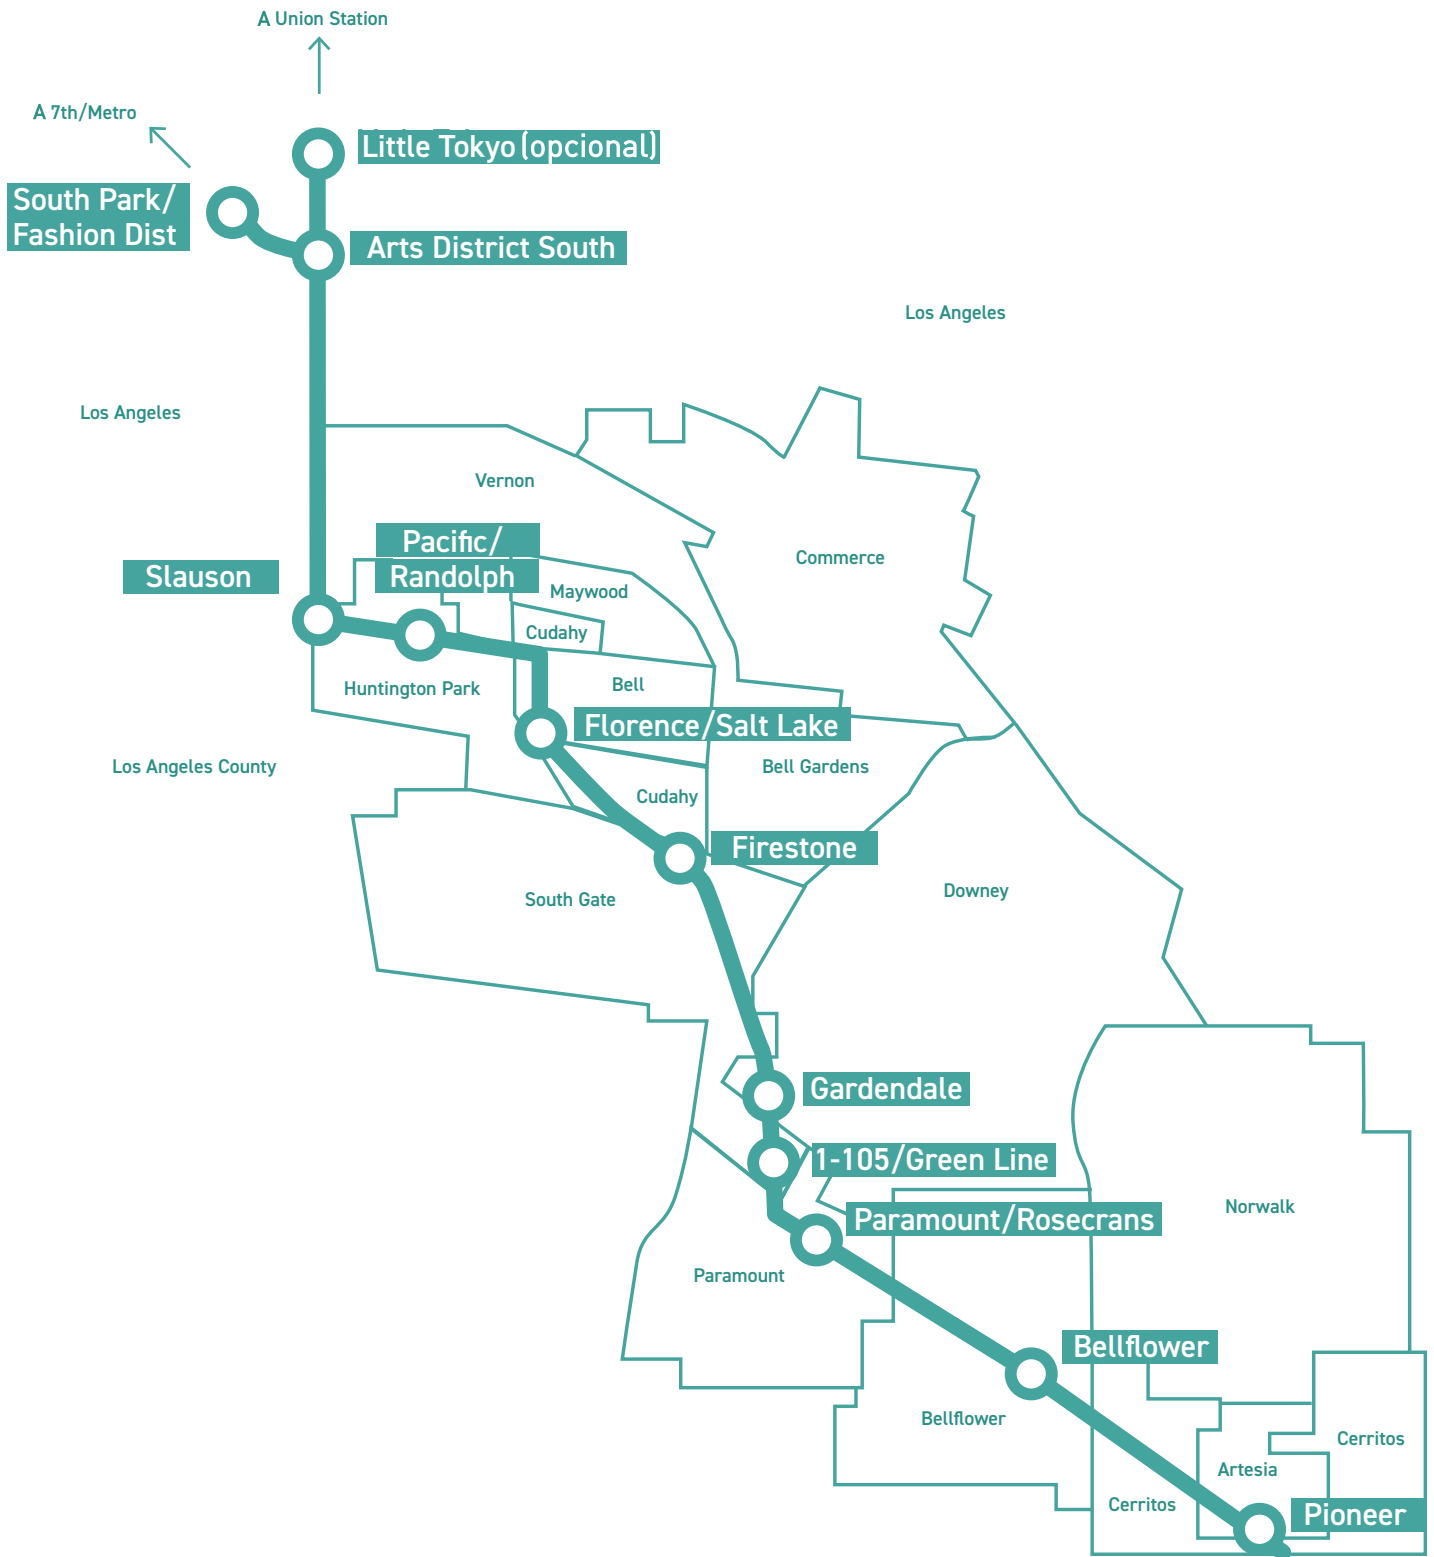 A Union Station
A 7th/Metro
Little Tokyo (opcional)
South Park/
Fashion Dist
Arts District South
Los Angeles
Los Angeles
Vernon
Pacific/
Commerce
Slauson
Randolph
Maywood
Cudahy
Huntington Park
Bell
Florence/Salt Lake
Los Angeles County
Bell Gardens
Cudahy
Firestone
Downey
South Gate
Gardendale
1-105/Green Line
Norwalk
Paramount/Rosecrans
Paramount
Bellflower
Bellflower
Cerritos
Artesia
Cerritos
Pioneer